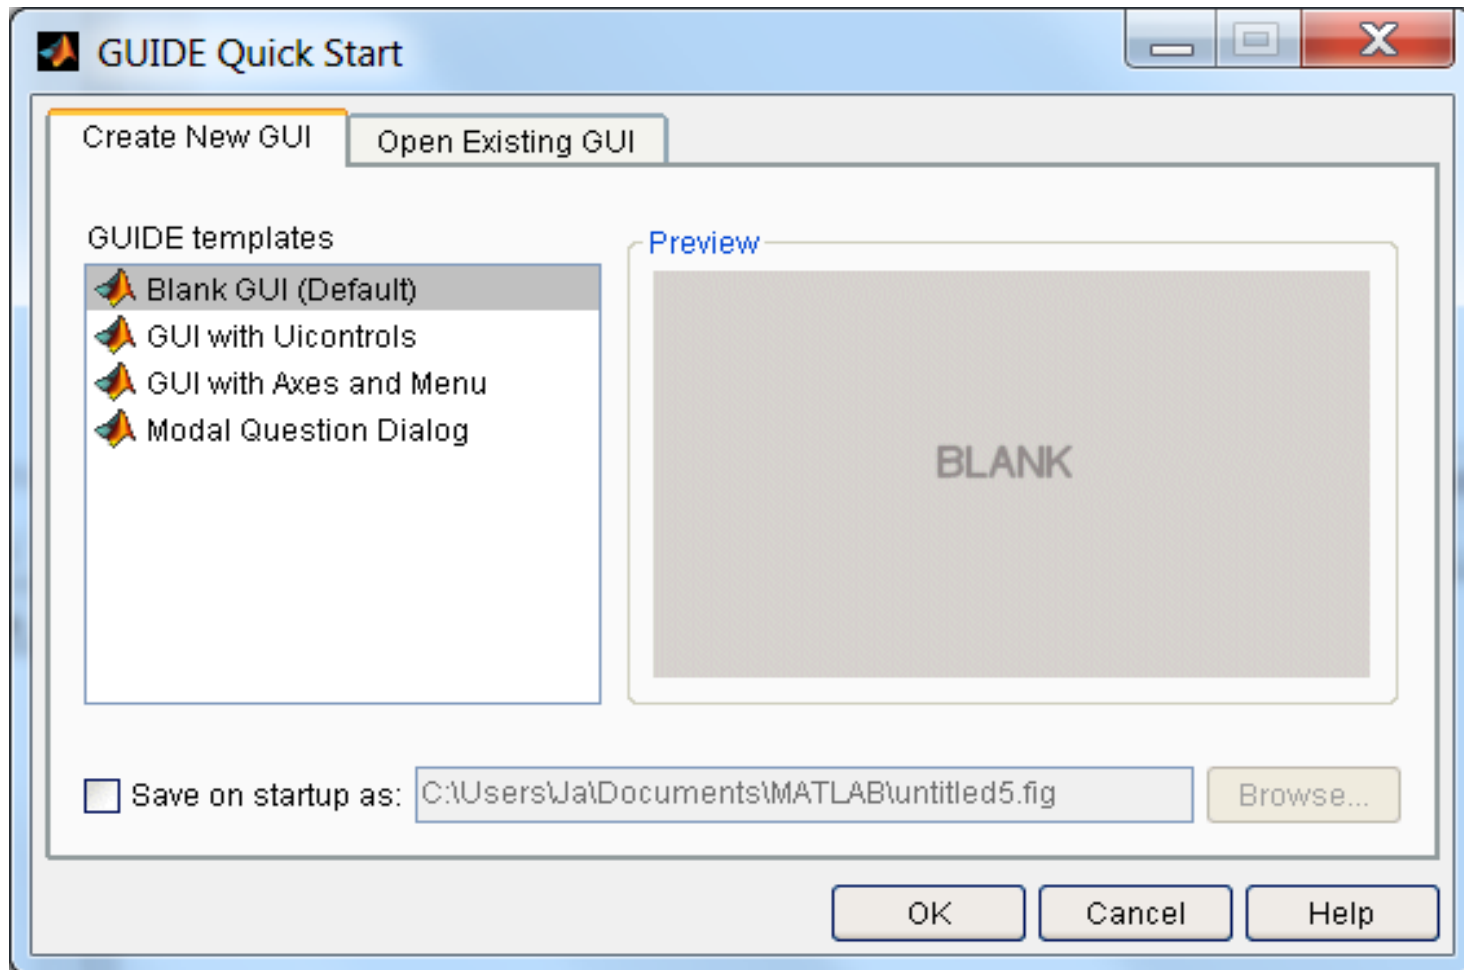 GUIDE Quick Start
Create New GUI
Open Existing GUI
GUIDE templates
Blank GUI (Default)
GUI with Uicontrols
GUI with Axes and Menu
Modal Question Dialog
Preview
BLANK
Save on startup as: C:\Users\Ja\Documents\MATLAB\untitled5.fig Browse...
OK Cancel Help